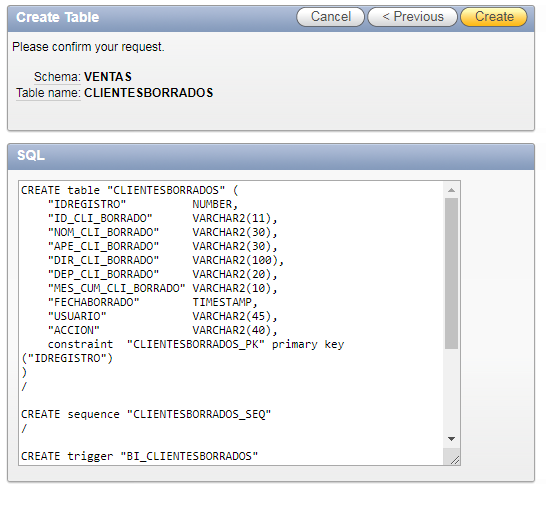 Create Table
Cancel
< Previous
Create
Please confirm your request.
Schema: VENTAS
Table name: CLIENTESBORRADOS
SQL
CREATE table "CLIENTESBORRADOS" (
    "IDREGISTRO"          NUMBER,
    "ID_CLI_BORRADO"      VARCHAR2(11),
    "NOM_CLI_BORRADO"     VARCHAR2(30),
    "APE_CLI_BORRADO"     VARCHAR2(30),
    "DIR_CLI_BORRADO"     VARCHAR2(100),
    "DEP_CLI_BORRADO"     VARCHAR2(20),
    "MES_CUM_CLI_BORRADO" VARCHAR2(10),
    "FECHABORRADO"        TIMESTAMP,
    "USUARIO"             VARCHAR2(45),
    "ACCION"              VARCHAR2(40),
    constraint  "CLIENTESBORRADOS_PK" primary key
("IDREGISTRO")
)
/
CREATE sequence "CLIENTESBORRADOS_SEQ"
/
CREATE trigger "BI_CLIENTESBORRADOS"